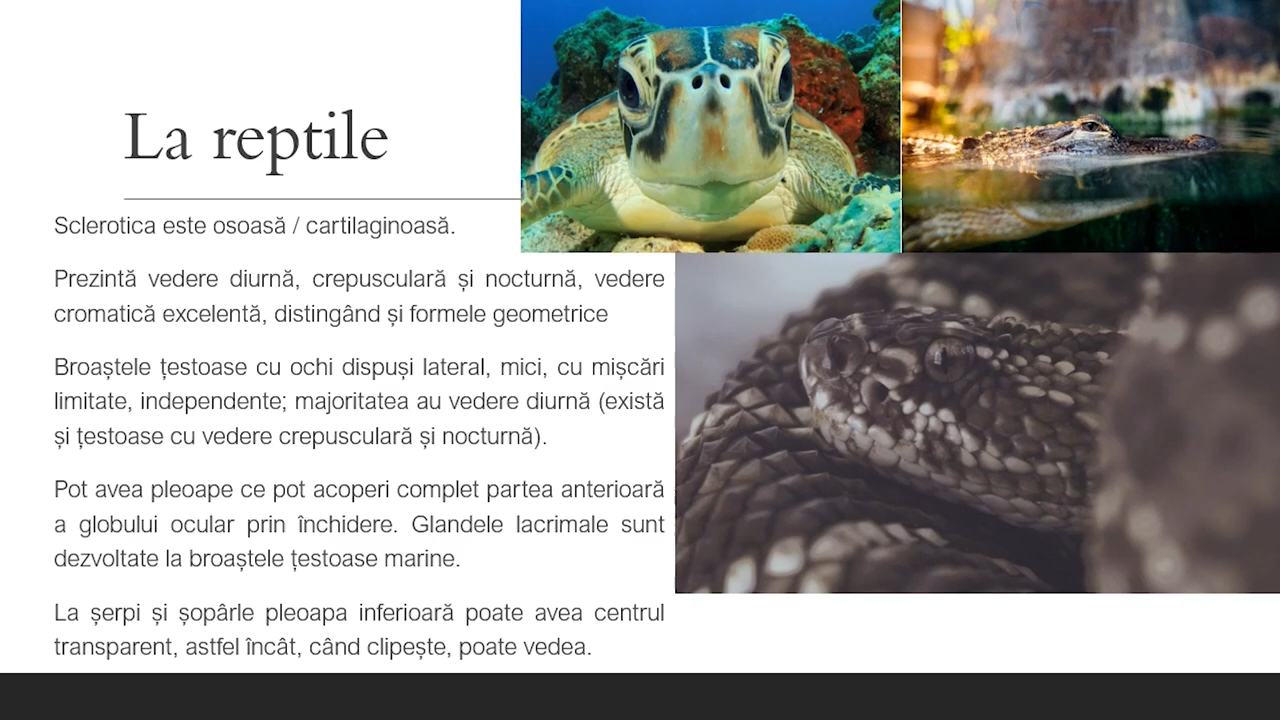 La reptile
Sclerotica este osoasă / cartilaginoasă.
Prezintă vedere diurnă, crepusculară și nocturnă, vedere
cromatică excelentă, distingând și formele geometrice
Broaștele țestoase cu ochi dispuși lateral, mici, cu mișcări
limitate, independente; majoritatea au vedere diurnă (există
și țestoase cu vedere crepusculară și nocturnă).
Pot avea pleoape ce pot acoperi complet partea anterioară
a globului ocular prin închidere. Glandele lacrimale sunt
dezvoltate la broaștele țestoase marine.
La șerpi și șopârle pleoapa inferioară poate avea centrul
transparent, astfel încât, când clipește, poate vedea.